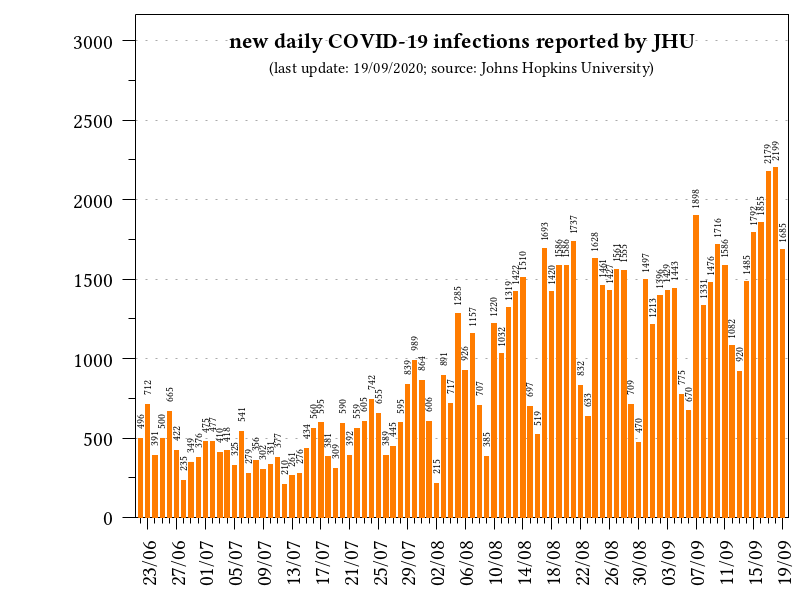 new daily COVID-19 infections reported by JHU
(last update: 19/09/2020; source: Johns Hopkins University)
3000
2500
2000
1500
1000
500
0
496 712 391 500 665 422 235 349 376 475 477 410 418 325 541 279 356 302 331 377 210 261 276 434 560 595 381 309 590 392 559 605 742 655 389 445 595 839 989 864 606 215 891 717 1285 926 1157 707 385 1220 1032 1319 1422 1510 697 519 1693 1420 1586 1586 1737 832 633 1628 1461 1427 1561 1555 709 470 1497 1213 1396 1429 1443 775 670 1898 1331 1476 1716 1586 1082 920 1485 1792 1855 2179 2199 1685
23/06 27/06 01/07 05/07 09/07 13/07 17/07 21/07 25/07 29/07 02/08 06/08 10/08 14/08 18/08 22/08 26/08 30/08 03/09 07/09 11/09 15/09 19/09